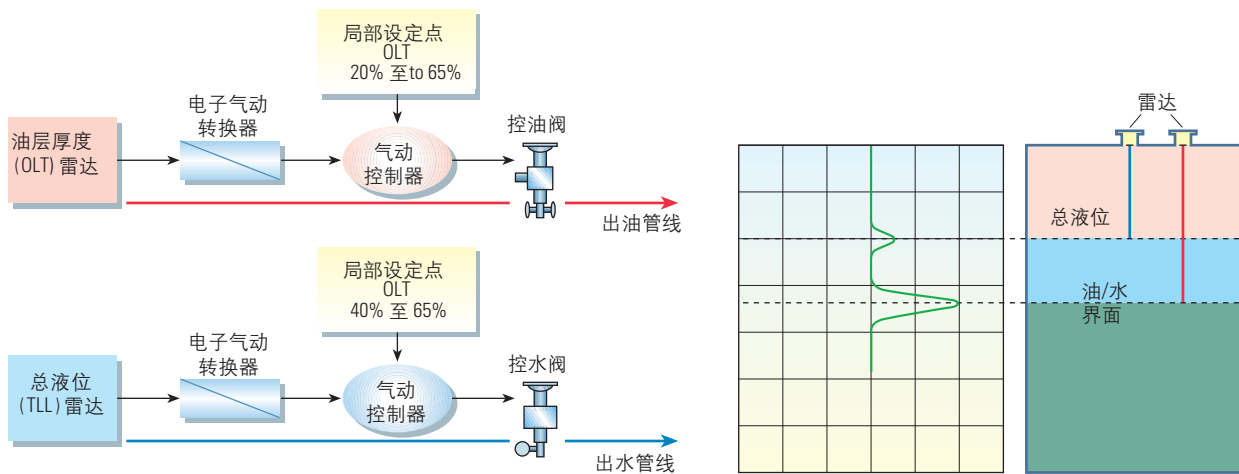 局部设定点
OLT
20% 至to 65%
电子气动
转换器
控油阀
油层厚度
(OLT) 雷达
气动
控制器
出油管线
局部设定点
OLT
40% 至 65%
电子气动
转换器
控水阀
总液位
(TLL) 雷达
气动
控制器
出水管线
雷达
总液位
油/水
界面